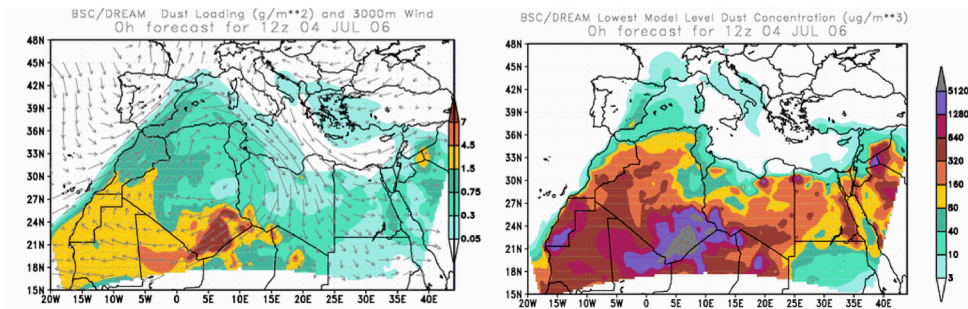 BSC/DREAM Dust Loading (g/m**2) and 3000m Wind
0h forecast for 12z 04 JUL 06
48N
45N
42N
39N
36N
33N
30N
27N
24N
21N
18N
15N
20W 15W 10W 5W 0 5E 10E 15E 20E 25E 30E 35E 40E
7
4.5
1.5
0.75
0.3
0.05
BSC/DREAM Lowest Model Level Dust Concentration (ug/m**3)
0h forecast for 12z 04 JUL 06
48N
45N
42N
39N
36N
33N
30N
27N
24N
21N
18N
15N
20W 15W 10W 5W 0 5E 10E 15E 20E 25E 30E 35E 40E
5120
1280
640
320
160
80
40
10
3